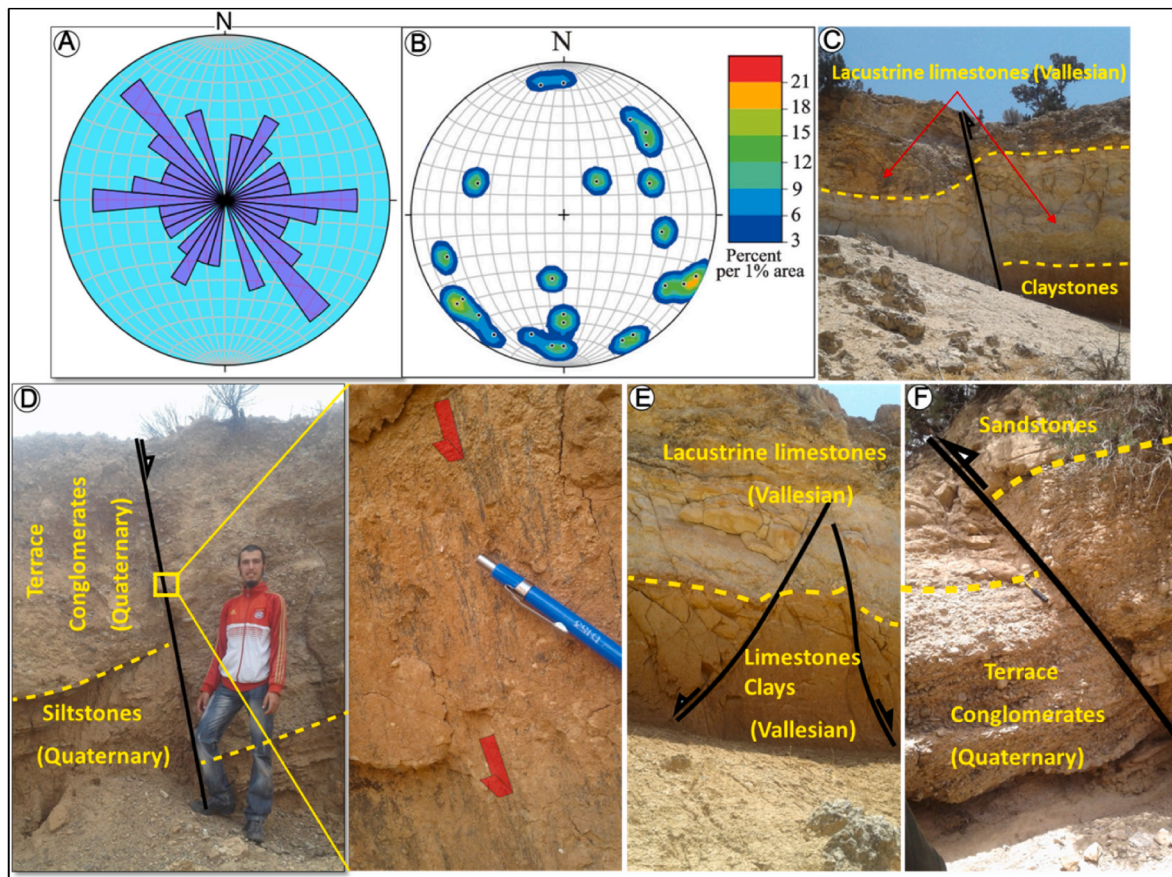 A
N
B
N
21
18
15
12
9
6
3
Percent
per 1% area
C
Lacustrine limestones (Vallesian)
Claystones
D
Terrace
Conglomerates
(Quaternary)
Siltstones
(Quaternary)
E
Lacustrine limestones
(Vallesian)
Limestones
Clays
(Vallesian)
F
Sandstones
Terrace
Conglomerates
(Quaternary)